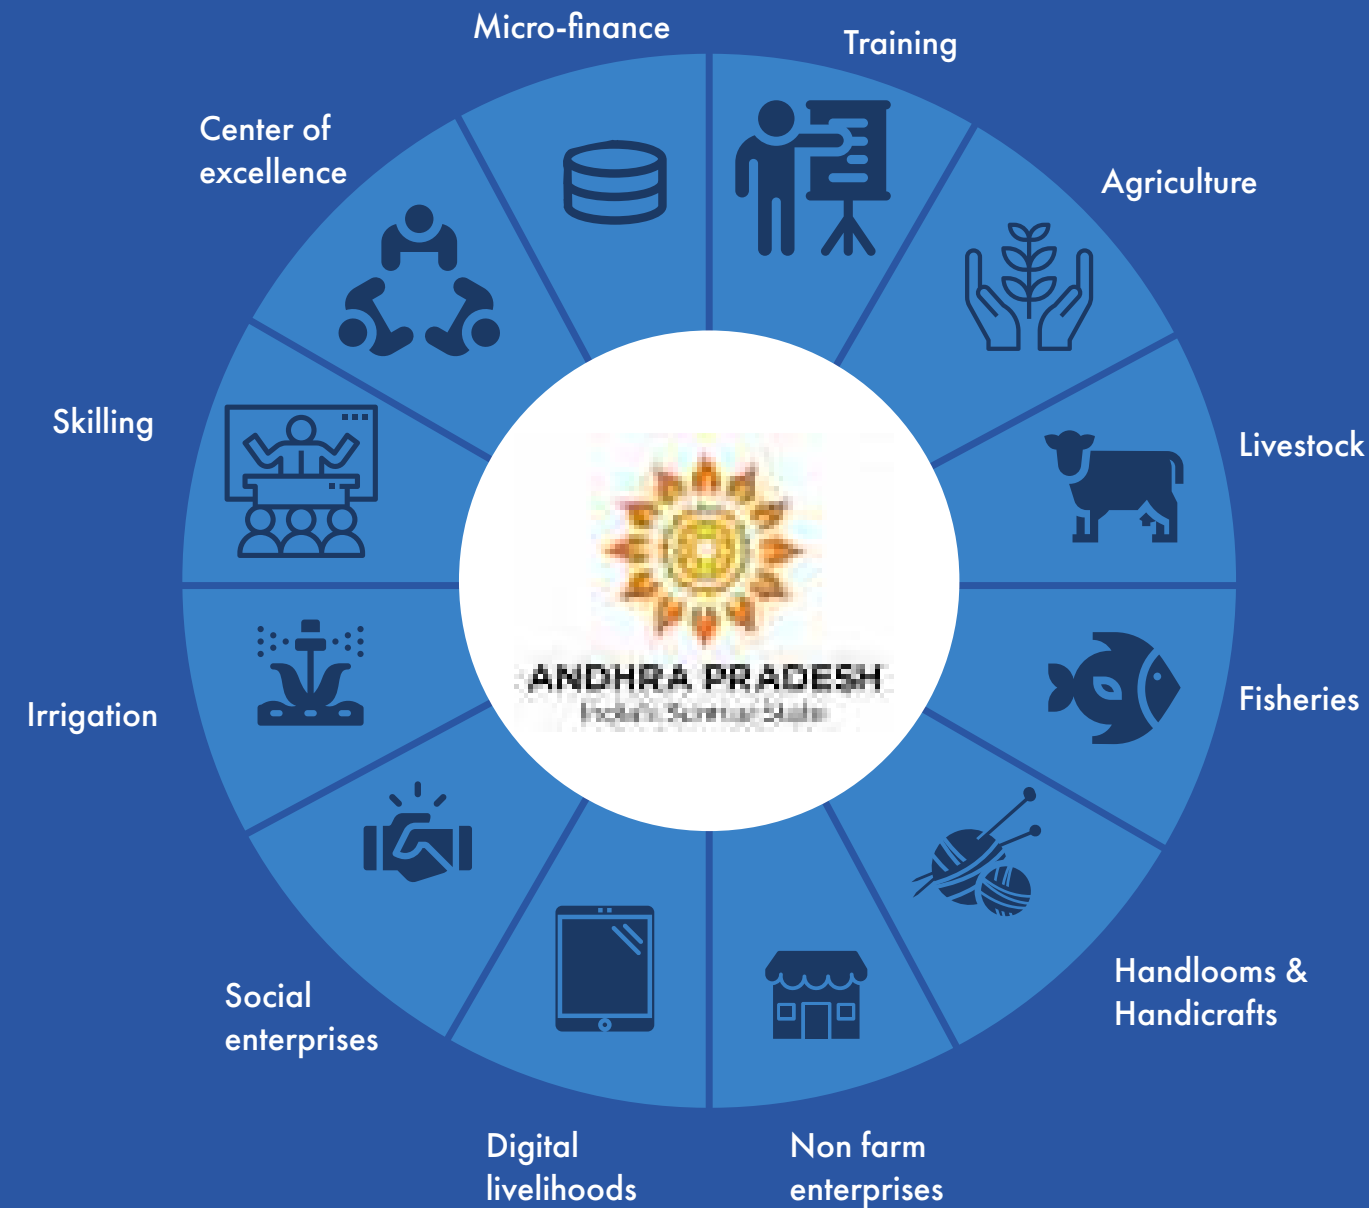 Micro-finance
Training
Center of
excellence
Agriculture
Skilling
Livestock
ANDHRA PRADESH
Irrigation
Fisheries
Social
enterprises
Handlooms &
Handicrafts
Digital
livelihoods
Non farm
enterprises